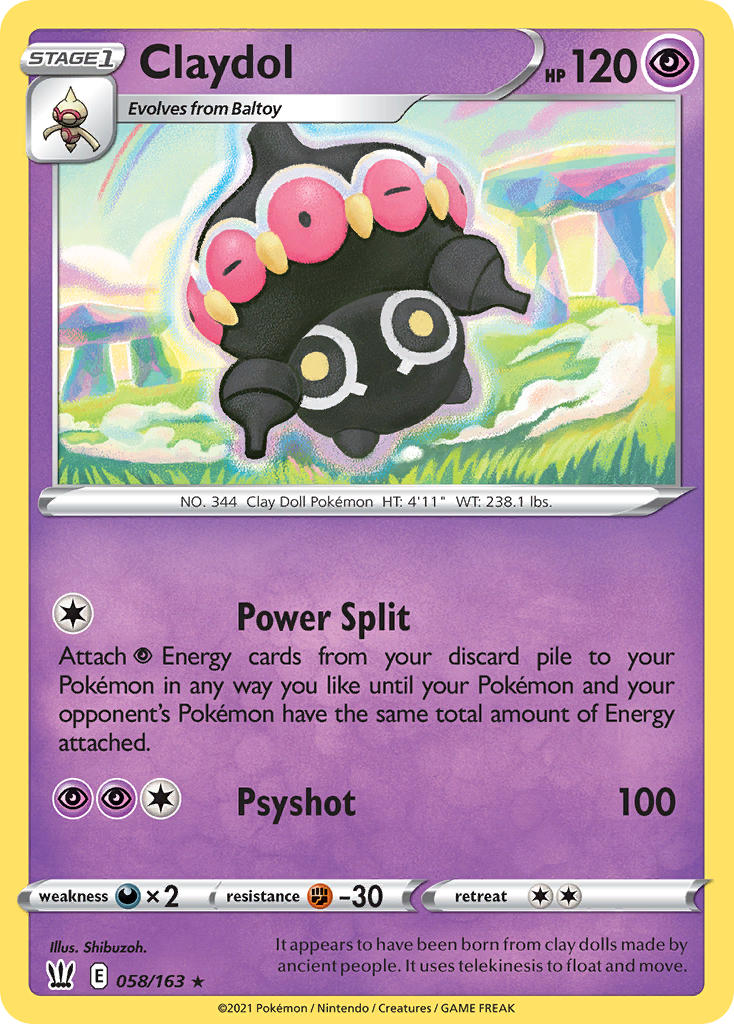 STAGE1
Claydol
HP 120
Evolves from Baltoy
NO. 344 Clay Doll Pokémon HT: 4'11" WT: 238.1 lbs.
Power Split
Attach Energy cards from your discard pile to your
Pokémon in any way you like until your Pokémon and your
opponent's Pokémon have the same total amount of Energy
attached.
Psyshot 100
weakness ×2 resistance -30 retreat
Illus. Shibuzoh.
It appears to have been born from clay dolls made by
ancient people. It uses telekinesis to float and move.
E 058/163 ★
©2021 Pokémon / Nintendo / Creatures / GAME FREAK